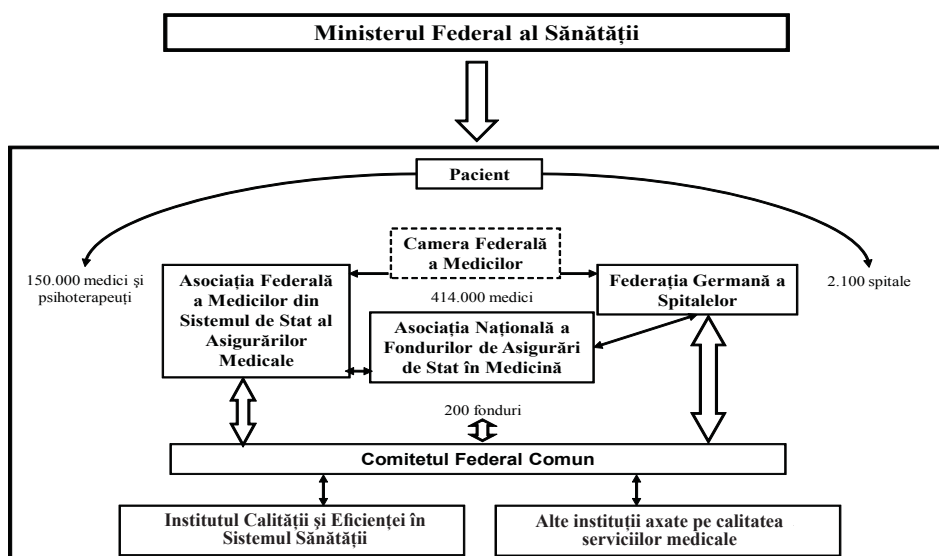 Ministerul Federal al Sănătății
Pacient
Camera Federală
a Medicilor
150.000 medici și
psihoterapeuți
Asociația Federală
a Medicilor din
Sistemul de Stat al
Asigurărilor
Medicale
414.000 medici
Federația Germană a
Spitalelor
2.100 spitale
Asociația Națională a
Fondurilor de Asigurări
de Stat în Medicină
200 fonduri
Comitetul Federal Comun
Institutul Calității şi Eficienței în
Sistemul Sănătății
Alte instituții axate pe calitatea
serviciilor medicale